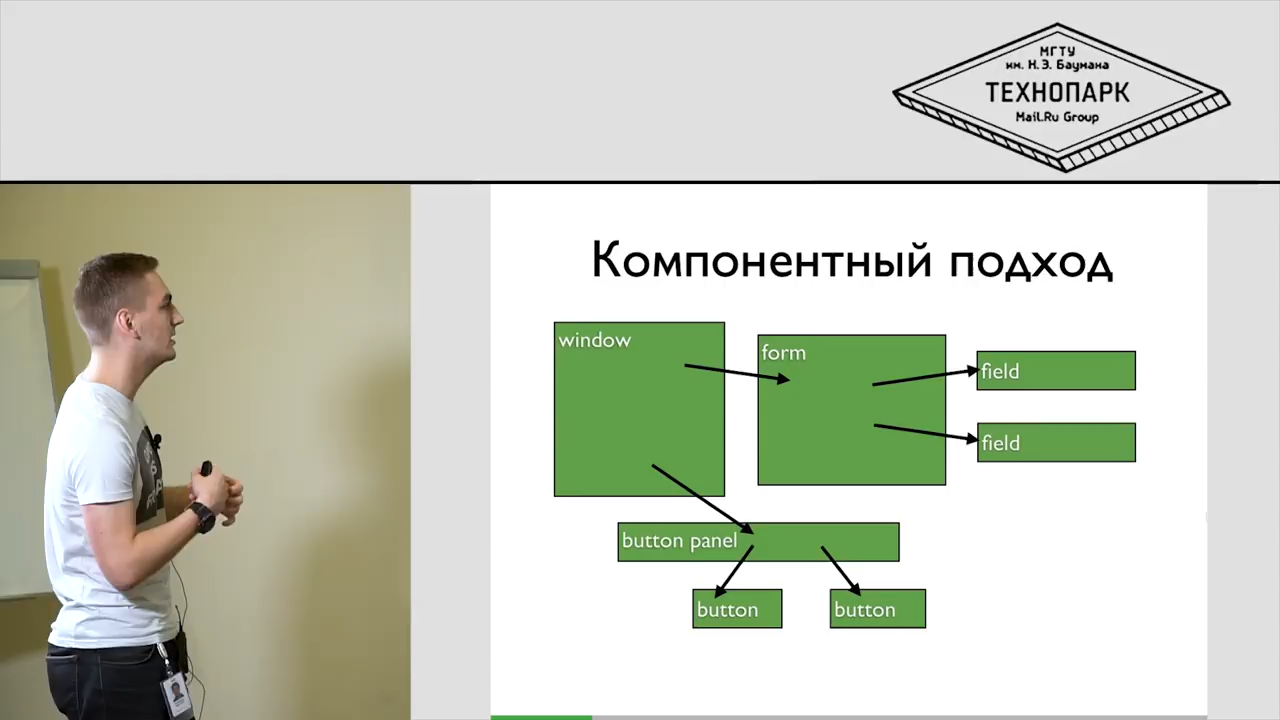 МГТУ
им. Н.Э. Баумана
ТЕХНОПАРК
Mail.Ru Group
Компонентный подход
window
form
field
field
button panel
button
button